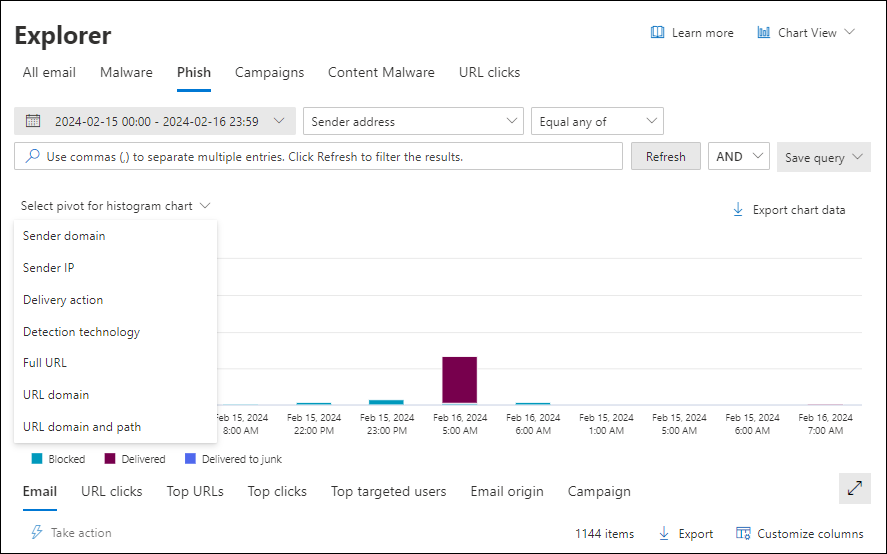 Explorer
Learn more
Chart View
All email Malware Phish Campaigns Content Malware URL clicks
2024-02-15 00:00 - 2024-02-16 23:59 Sender address Equal any of
Use commas (,) to separate multiple entries. Click Refresh to filter the results. Refresh AND Save query
Select pivot for histogram chart
Export chart data
Sender domain
Sender IP
Delivery action
Detection technology
Full URL
URL domain
URL domain and path
Feb 15, 2024 Feb 15, 2024 Feb 15, 2024 Feb 16, 2024 Feb 16, 2024 Feb 15, 2024 Feb 15, 2024 Feb 15, 2024 Feb 16, 2024
8:00 AM 22:00 PM 23:00 PM 5:00 AM 6:00 AM 1:00 AM 5:00 AM 6:00 AM 7:00 AM
Blocked Delivered Delivered to junk
Email URL clicks Top URLs Top clicks Top targeted users Email origin Campaign
Take action 1144 items Export Customize columns